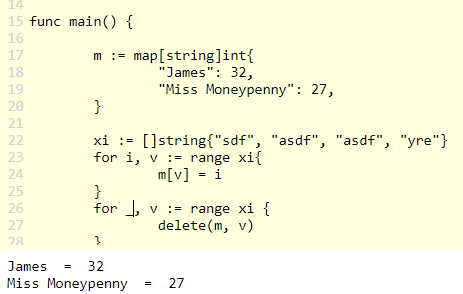 14
15 func main() {
16
17 m := map[string]int{
18 "James": 32,
19 "Miss Moneypenny": 27,
20 }
21
22 xi := []string{"sdf", "asdf", "asdf", "yre"}
23 for i, v := range xi{
24 m[v] = i
25 }
26 for _, v := range xi {
27 delete(m, v)
28 }
James = 32
Miss Moneypenny = 27